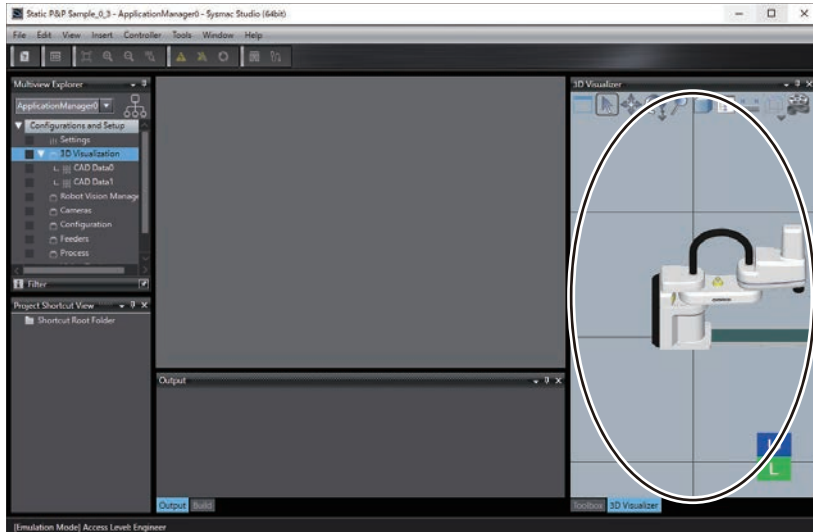 Static P&P Sample_0_3 - ApplicationManager0 - Sysmac Studio (64bit)
File Edit View Insert Controller Tools Window Help
Multiview Explorer
ApplicationManager0
Configurations and Setup
Settings
3D Visualization
CAD Data0
CAD Data1
Robot Vision Manage
Cameras
Configuration
Feeders
Process
Filter
Project Shortcut View
Shortcut Root Folder
Output
Output Build
3D Visualizer
L
Toolbox 3D Visualizer
[Emulation Mode] Access Level: Engineer